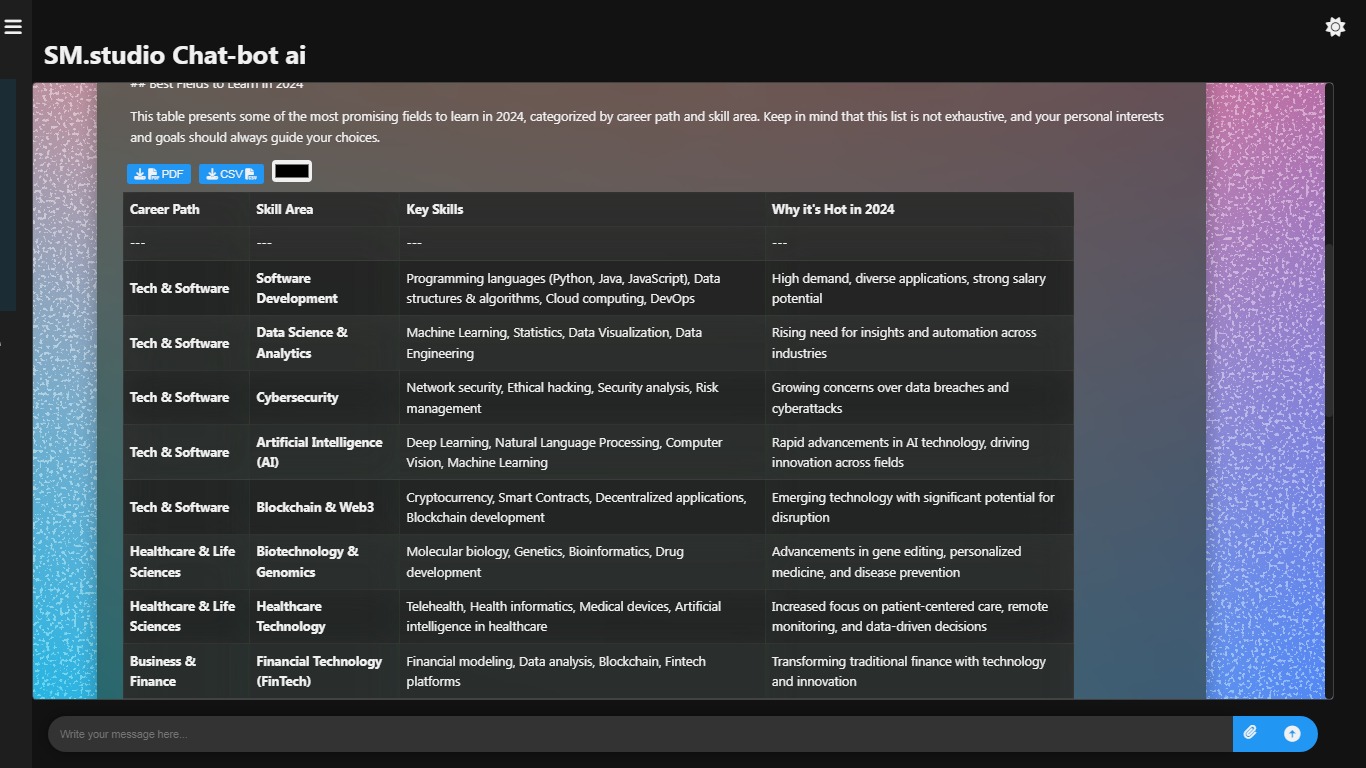 SM.studio Chat-bot ai
## Best Fields to Learn in 2024
This table presents some of the most promising fields to learn in 2024, categorized by career path and skill area. Keep in mind that this list is not exhaustive, and your personal interests
and goals should always guide your choices.
PDF CSV
Career Path Skill Area Key Skills Why it's Hot in 2024
--- --- --- ---
Tech & Software Software Development Programming languages (Python, Java, JavaScript), Data structures & algorithms, Cloud computing, DevOps High demand, diverse applications, strong salary potential
Tech & Software Data Science & Analytics Machine Learning, Statistics, Data Visualization, Data Engineering Rising need for insights and automation across industries
Tech & Software Cybersecurity Network security, Ethical hacking, Security analysis, Risk management Growing concerns over data breaches and cyberattacks
Tech & Software Artificial Intelligence (AI) Deep Learning, Natural Language Processing, Computer Vision, Machine Learning Rapid advancements in AI technology, driving innovation across fields
Tech & Software Blockchain & Web3 Cryptocurrency, Smart Contracts, Decentralized applications, Blockchain development Emerging technology with significant potential for disruption
Healthcare & Life Sciences Biotechnology & Genomics Molecular biology, Genetics, Bioinformatics, Drug development Advancements in gene editing, personalized medicine, and disease prevention
Healthcare & Life Sciences Healthcare Technology Telehealth, Health informatics, Medical devices, Artificial intelligence in healthcare Increased focus on patient-centered care, remote monitoring, and data-driven decisions
Business & Finance Financial Technology (FinTech) Financial modeling, Data analysis, Blockchain, Fintech platforms Transforming traditional finance with technology and innovation
Write your message here...